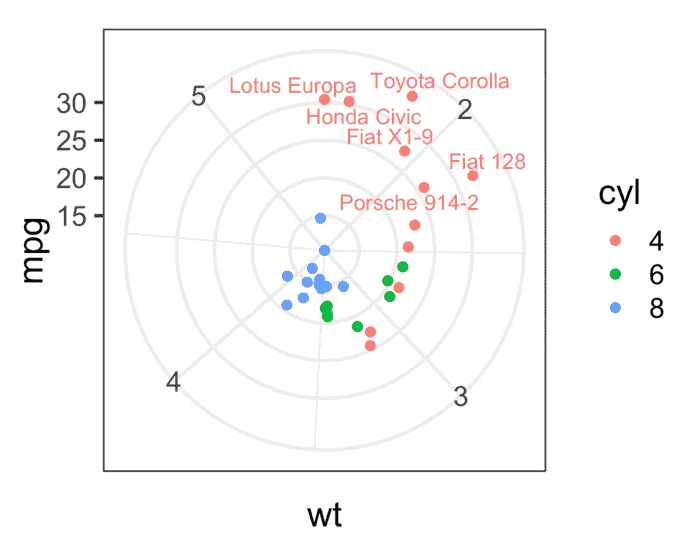 Lotus Europa
Toyota Corolla
5
30
2
Honda Civic
25
Fiat X1-9
Fiat 128
20
Porsche 914-2
15
mpg
4
3
wt
cyl
4
6
8